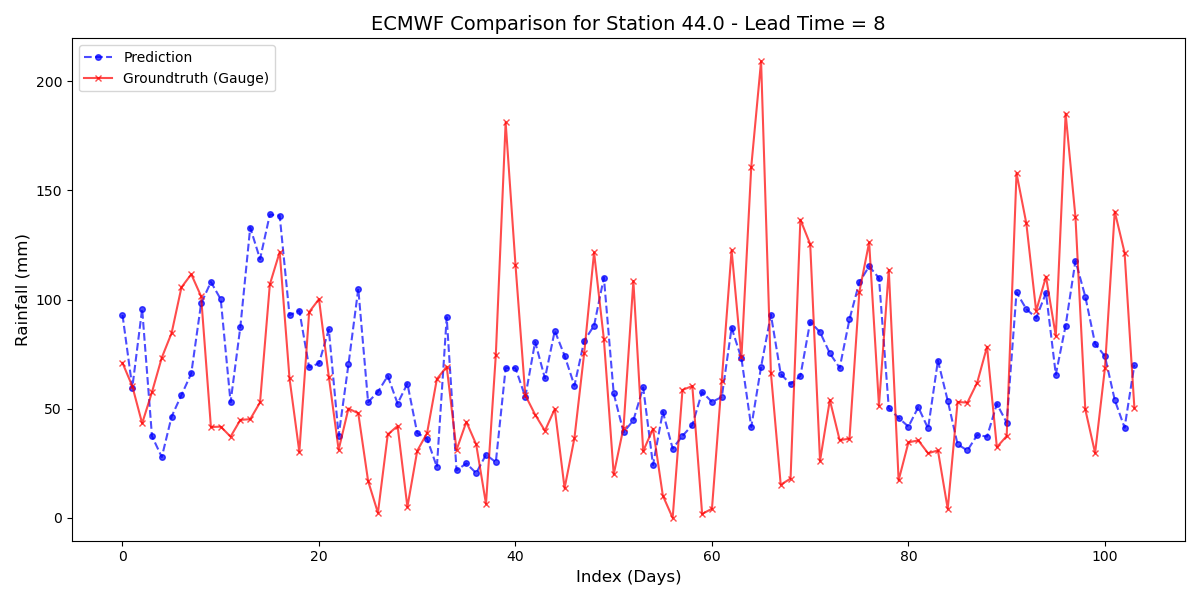 ECMWF Comparison for Station 44.0 - Lead Time = 8
Prediction
Groundtruth (Gauge)
Rainfall (mm)
200
150
100
50
0
0 20 40 60 80 100
Index (Days)